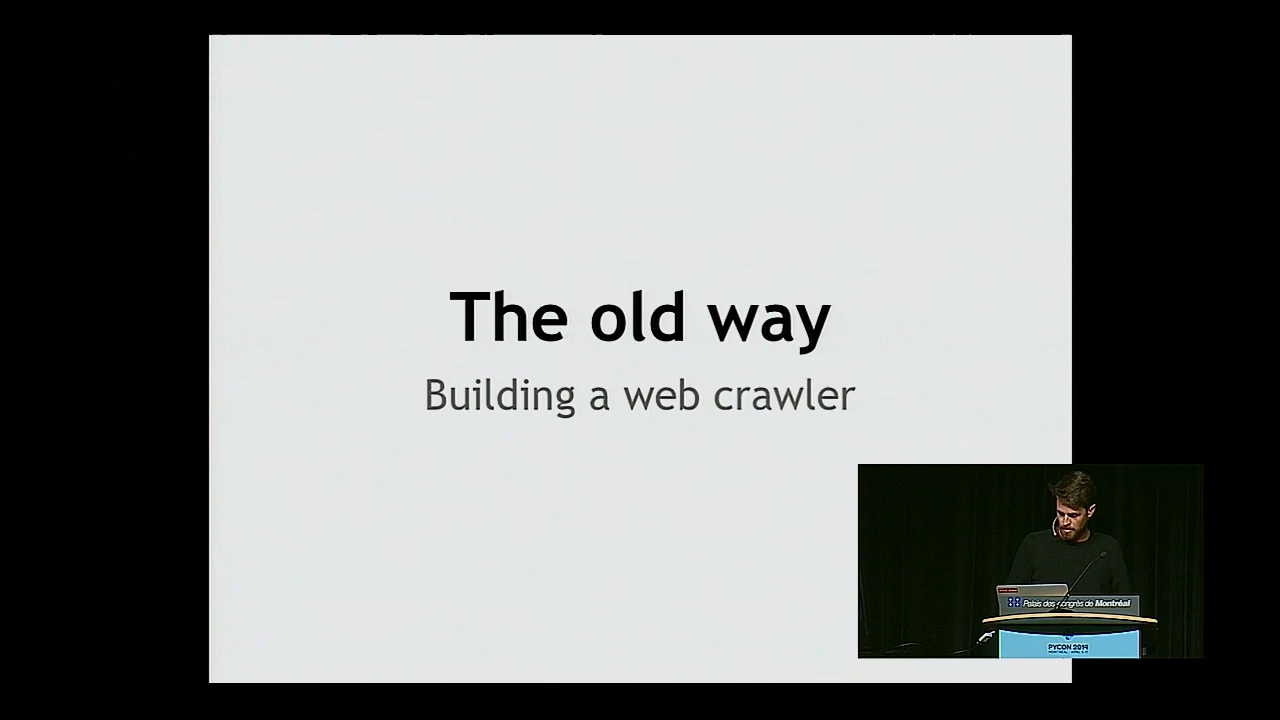 The old way
Building a web crawler
Palais des congrès de Montréal
PYCON 2014